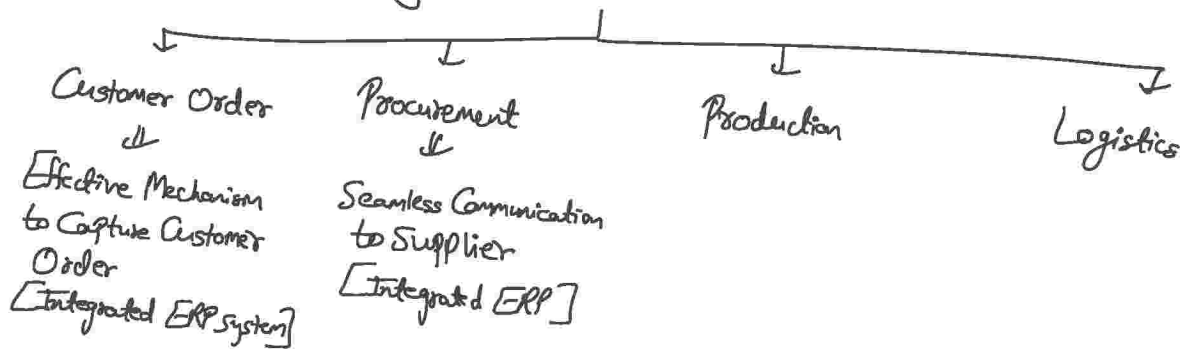 Customer Order
Procurement
Production
Logistics
Effective Mechanism
to Capture Customer
Order
[Integrated ERP system]
Seamless Communication
to Supplier
[Integrated ERP]